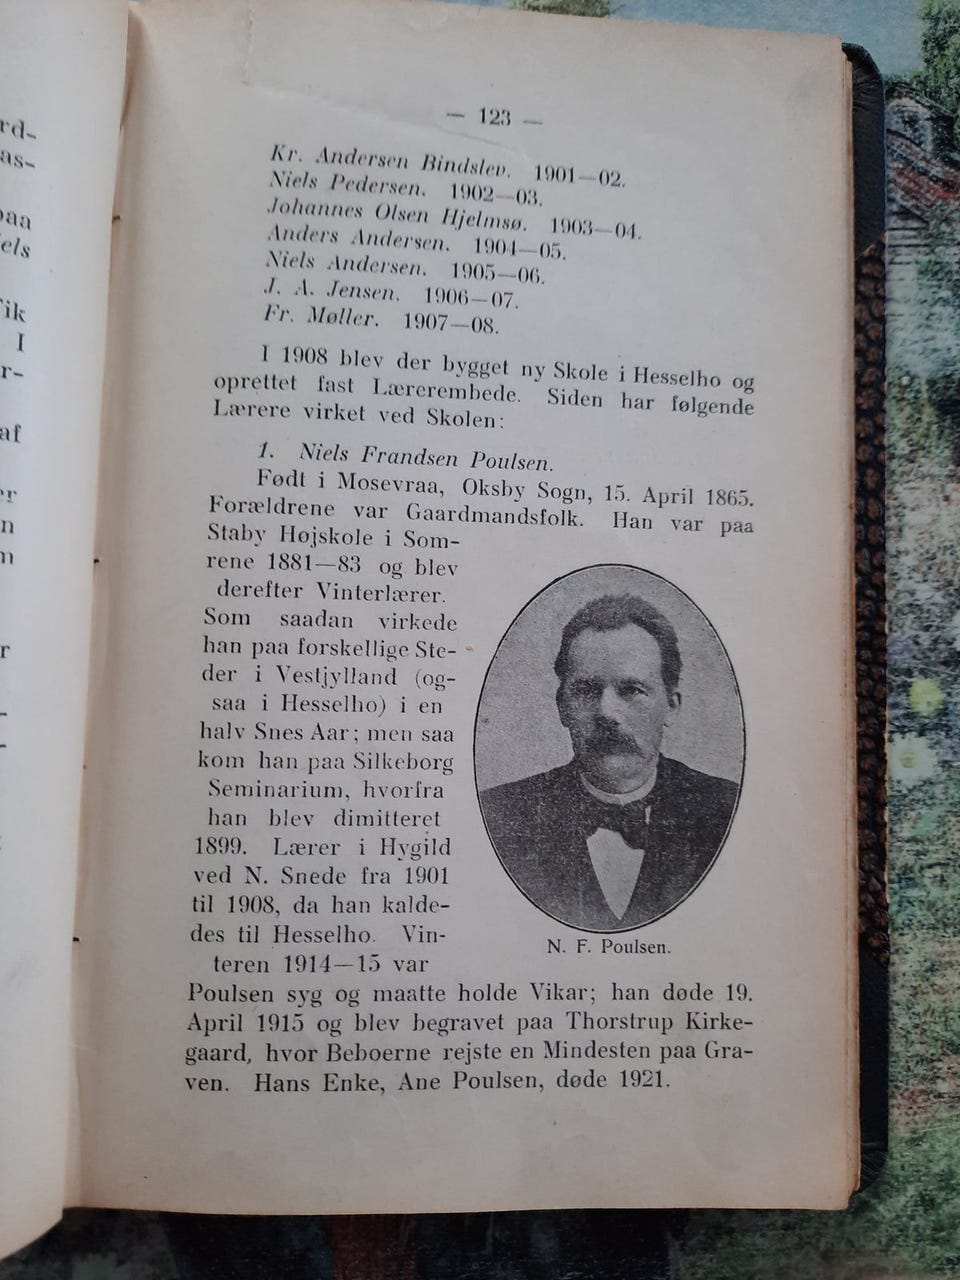 — 123 —
Kr. Andersen Bindslev. 1901—02.
Niels Pedersen. 1902—03.
Johannes Olsen Hjelmsø. 1903—04.
Anders Andersen. 1904—05.
Niels Andersen. 1905—06.
J. A. Jensen. 1906—07.
Fr. Møller. 1907—08.
I 1908 blev der bygget ny Skole i Hesselho og
oprettet fast Lærerembede. Siden har følgende
Lærere virket ved Skolen:
1. Niels Frandsen Poulsen.
Født i Mosevraa, Oksby Sogn, 15. April 1865.
Forældrene var Gaardmandsfolk. Han var paa
Staby Højskole i Som-
rene 1881—83 og blev
derefter Vinterlærer.
Som saadan virkede
han paa forskellige Ste-
der i Vestjylland (og-
saa i Hesselho) i en
halv Snes Aar; men saa
kom han paa Silkeborg
Seminarium, hvorfra
han blev dimitteret
1899. Lærer i Hygild
ved N. Snede fra 1901
til 1908, da han kalde-
des til Hesselho. Vin-
teren 1914—15 var
Poulsen syg og maatte holde Vikar; han døde 19.
April 1915 og blev begravet paa Thorstrup Kirke-
gaard, hvor Beboerne rejste en Mindesten paa Gra-
ven. Hans Enke, Ane Poulsen, døde 1921.
N. F. Poulsen.